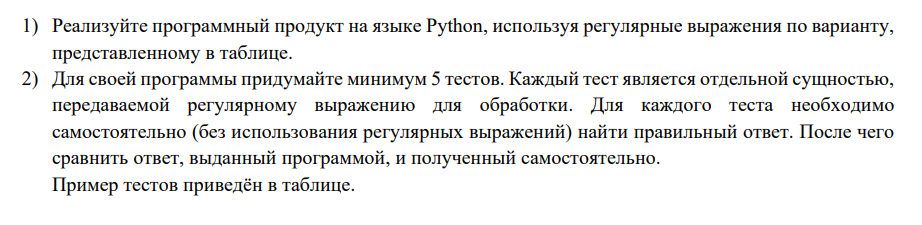 1) Реализуйте программный продукт на языке Python, используя регулярные выражения по варианту,
представленному в таблице.
2) Для своей программы придумайте минимум 5 тестов. Каждый тест является отдельной сущностью,
передаваемой регулярному выражению для обработки. Для каждого теста необходимо
самостоятельно (без использования регулярных выражений) найти правильный ответ. После чего
сравнить ответ, выданный программой, и полученный самостоятельно.
Пример тестов приведён в таблице.